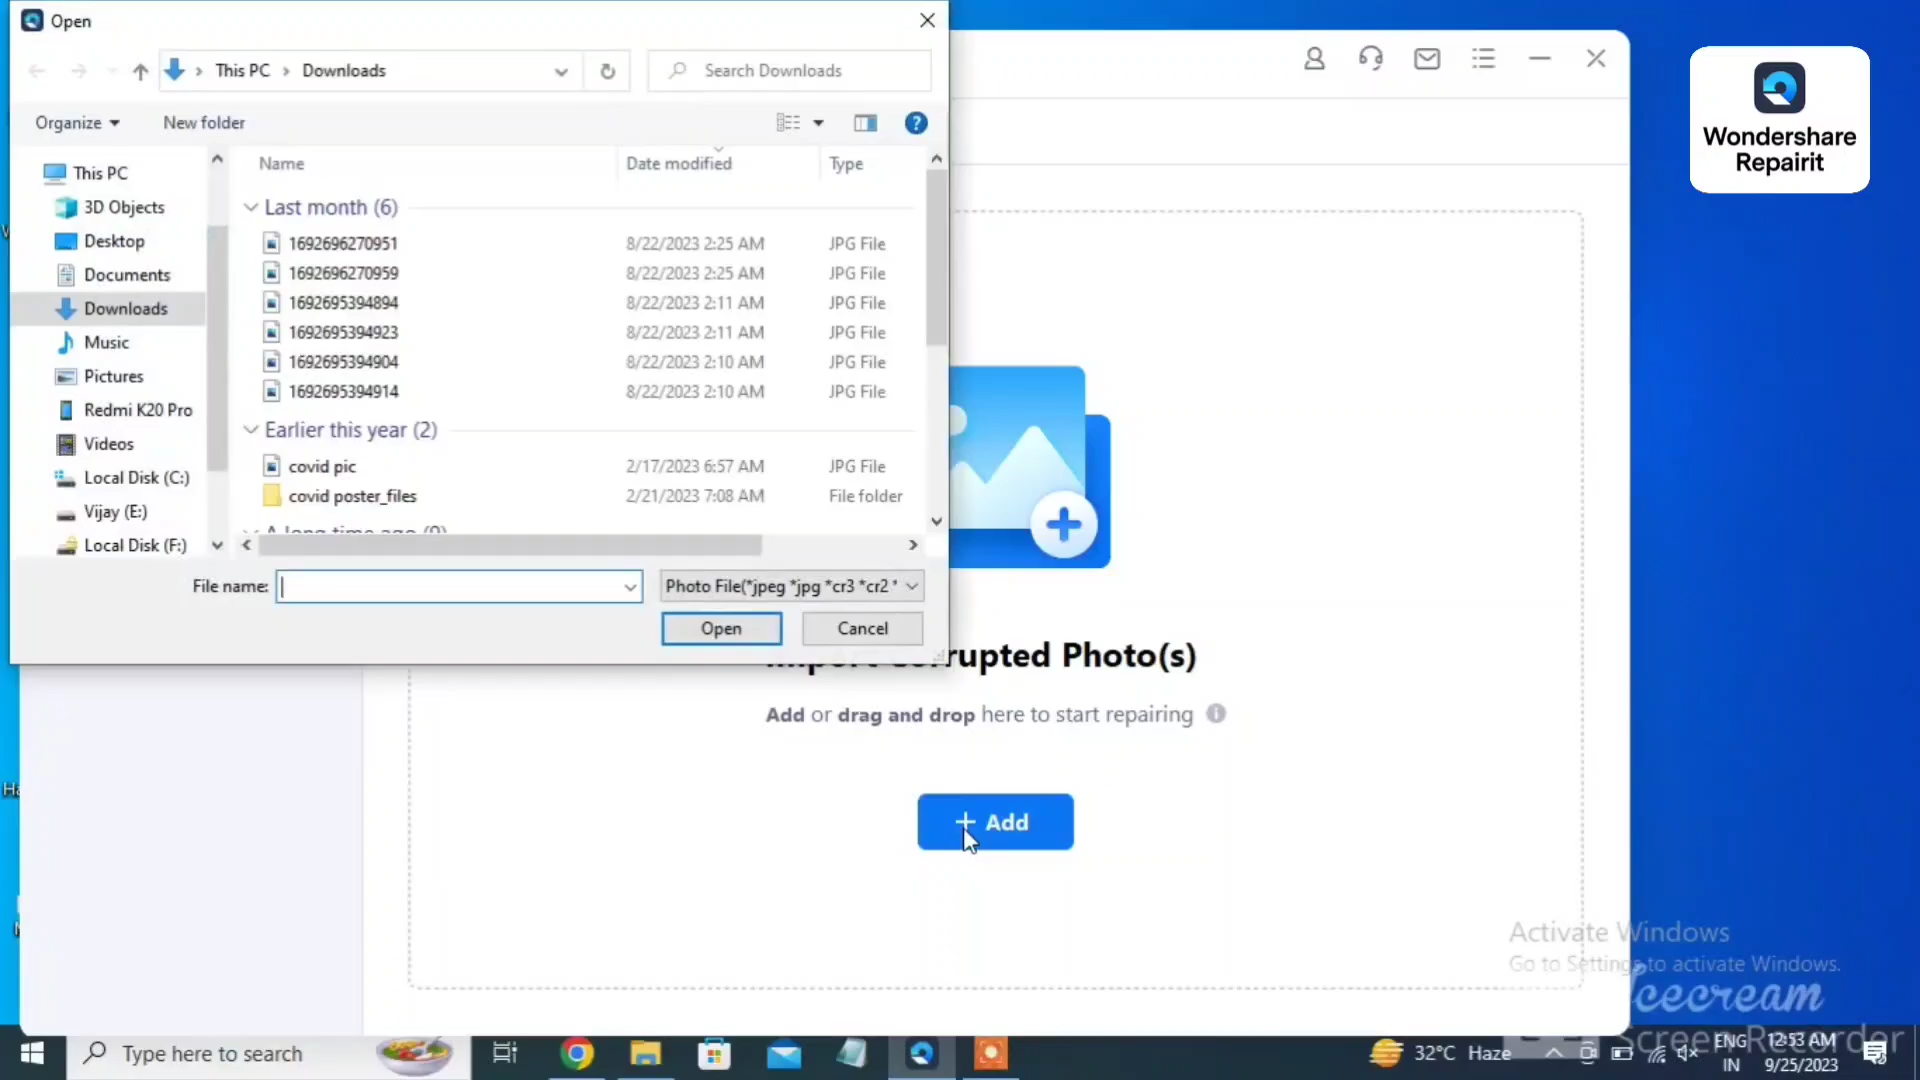 Open
This PC > Downloads
Search Downloads
Organize
New folder
Name
Date modified
Type
This PC
3D Objects
Desktop
Documents
Downloads
Music
Pictures
Redmi K20 Pro
Videos
Local Disk (C:)
Vijay (E:)
Local Disk (F:)
Last month (6)
1692696270951 8/22/2023 2:25 AM JPG File
1692696270959 8/22/2023 2:25 AM JPG File
1692695394894 8/22/2023 2:11 AM JPG File
1692695394923 8/22/2023 2:11 AM JPG File
1692695394904 8/22/2023 2:10 AM JPG File
1692695394914 8/22/2023 2:10 AM JPG File
Earlier this year (2)
covid pic 2/17/2023 6:57 AM JPG File
covid poster_files 2/21/2023 7:08 AM File folder
A long time ago (9)
File name:
Photo File(*jpeg *jpg *cr3 *cr2 *
Open
Cancel
Wondershare
Repairit
Import Corrupted Photo(s)
Add or drag and drop here to start repairing
+ Add
Activate Windows
Go to Settings to activate Windows.
Icecream
Screen Recorder
Type here to search
32°C Haze
ENG
IN
12:53 AM
9/25/2023